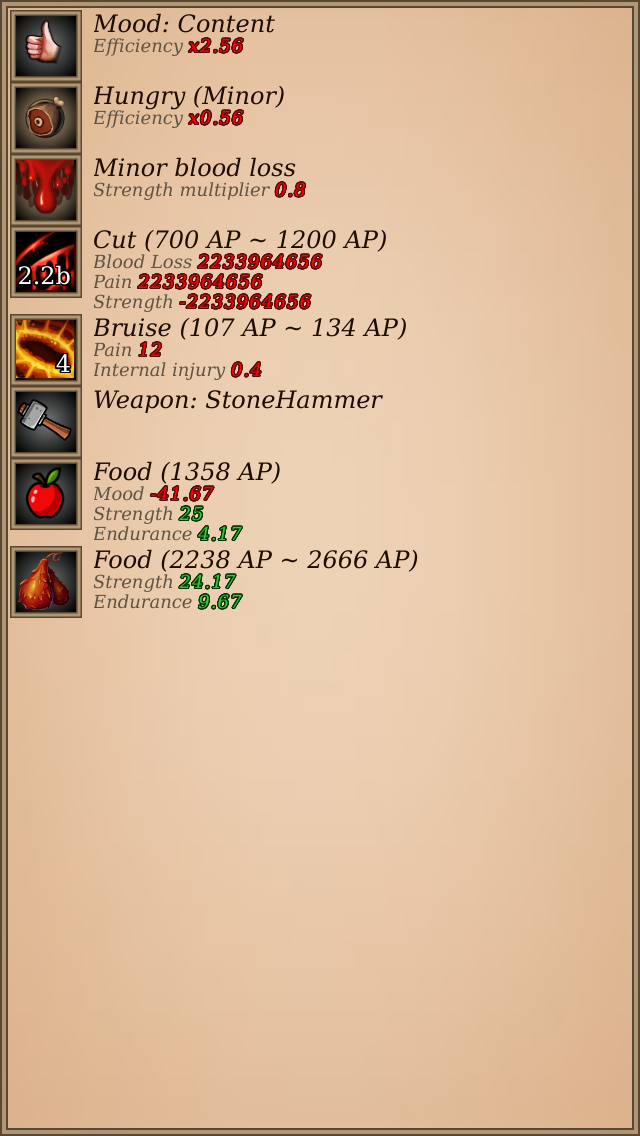 Mood: Content
Efficiency x2.56
Hungry (Minor)
Efficiency x0.56
Minor blood loss
Strength multiplier 0.8
Cut (700 AP ~ 1200 AP)
Blood Loss 2233964656
2.2b
Pain 2233964656
Strength -2233964656
Bruise (107 AP ~ 134 AP)
Pain 12
4
Internal injury 0.4
Weapon: StoneHammer
Food (1358 AP)
Mood -41.67
Strength 25
Endurance 4.17
Food (2238 AP ~ 2666 AP)
Strength 24.17
Endurance 9.67